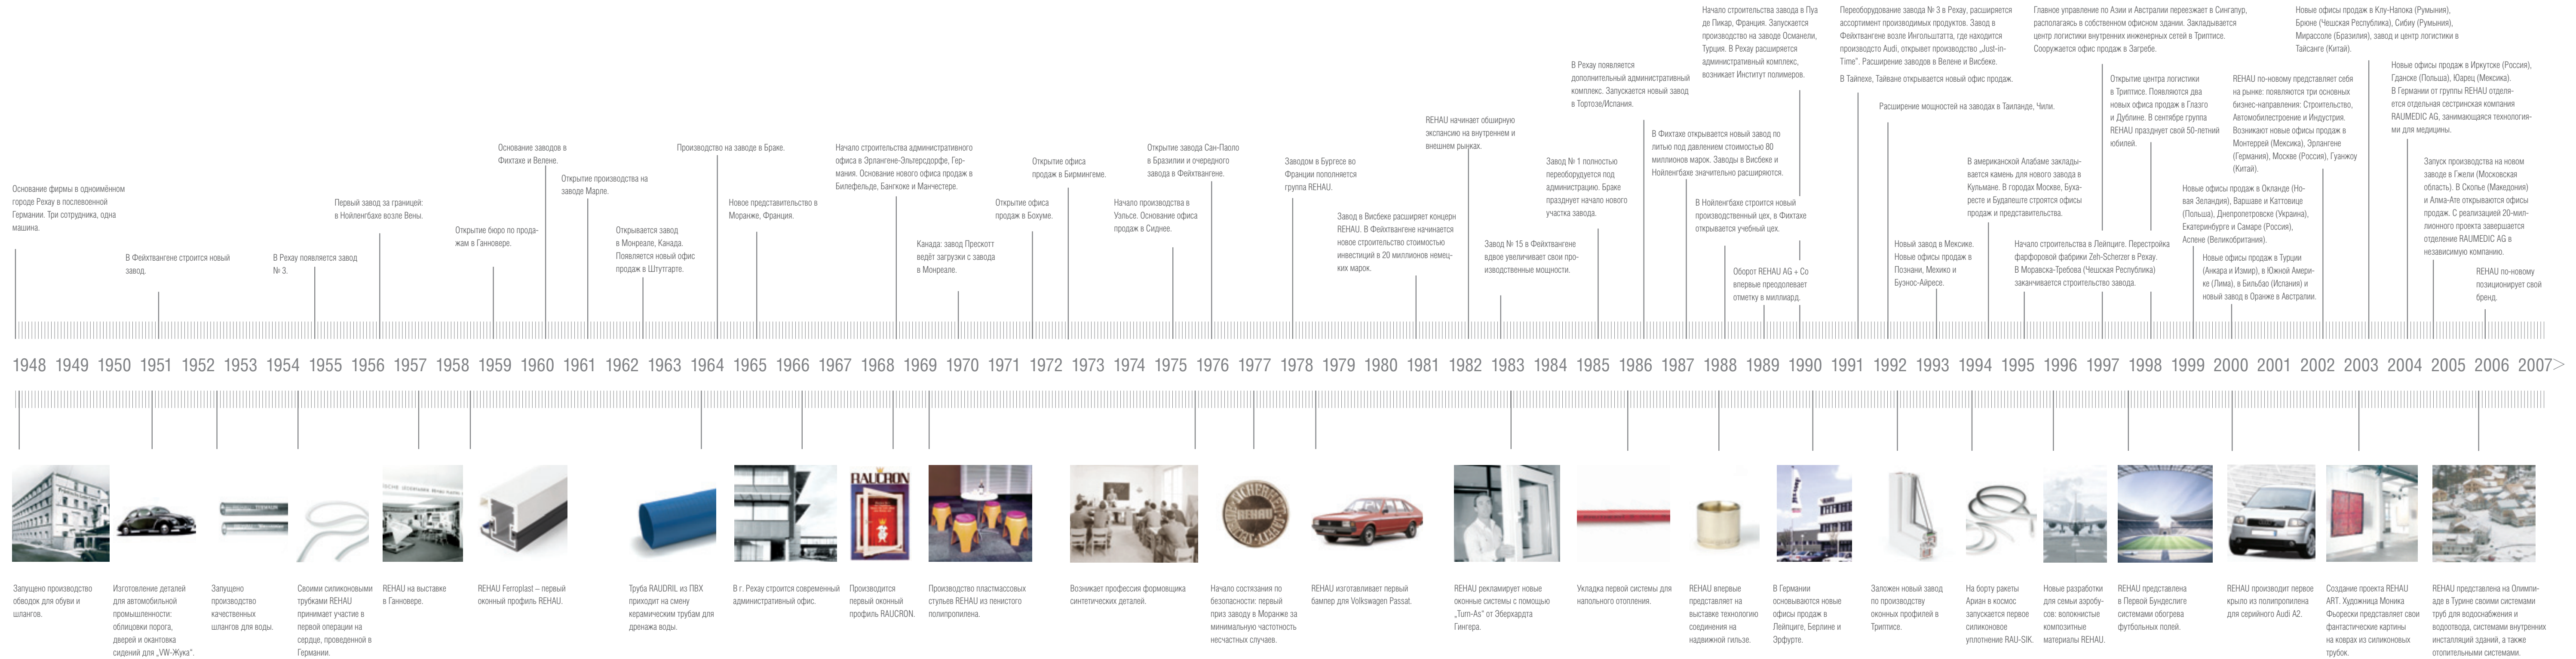 Основание фирмы в одноимённом
городе Рехау в послевоенной
Германии. Три сотрудника, одна
машина.
В Фейхтвангене строится новый
завод.
В Рехау появляется завод
№ 3.
Первый завод за границей:
в Нойленгбахе возле Вены.
Открытие бюро по прода-
жам в Ганновере.
Основание заводов в
Фихтахе и Велене.
Открытие производства на
заводе Марле.
Открывается завод
в Монреале, Канада.
Появляется новый офис
продаж в Штутгарте.
Производство на заводе в Браке.
Новое представительство в
Моранже, Франция.
Начало строительства административного
офиса в Эрлангене-Эльтерсдорфе, Гер-
мания. Основание нового офиса продаж в
Билефельде, Бангкоке и Манчестере.
Канада: завод Прескотт
ведёт загрузки с завода
в Монреале.
Открытие офиса
продаж в Бохуме.
Открытие офиса
продаж в Бирмингеме.
Начало производства в
Уэльсе. Основание офиса
продаж в Сиднее.
Открытие завода Сан-Паоло
в Бразилии и очередного
завода в Фейхтвангене.
Заводом в Бургесе во
Франции пополняется
группа REHAU.
Завод в Висбеке расширяет концерн
REHAU. В Фейхтвангене начинается
новое строительство стоимостью
инвестиций в 20 миллионов немец-
ких марок.
REHAU начинает обширную
экспансию на внутреннем и
внешнем рынках.
Завод № 15 в Фейхтвангене
вдвое увеличивает свои про-
изводственные мощности.
Завод № 1 полностью
переоборудуется под
администрацию. Браке
празднует начало нового
участка завода.
В Рехау появляется
дополнительный административный
комплекс. Запускается новый завод
в Тортозе/Испания.
В Фихтахе открывается новый завод по
литью под давлением стоимостью 80
миллионов марок. Заводы в Висбеке и
Нойленгбахе значительно расширяются.
В Нойленгбахе строится новый
производственный цех, в Фихтахе
открывается учебный цех.
Оборот REHAU AG + Co
впервые преодолевает
отметку в миллиард.
Начало строительства завода в Пуа
де Пикар, Франция. Запускается
производство на заводе Османели,
Турция. В Рехау расширяется
административный комплекс,
возникает Институт полимеров.
Переоборудование завода № 3 в Рехау, расширяется
ассортимент производимых продуктов. Завод в
Фейхтвангене возле Ингольштатта, где находится
произво​дсто Audi, открывет производство „Just-in-
Time“. Расширение заводов в Велене и Висбеке.
В Тайпехе, Тайване открывается новый офис продаж.
Расширение мощностей на заводах в Таиланде, Чили.
Новый завод в Мексике.
Новые офисы продаж в
Познани, Мехико и
Буэнос-Айресе.
В американской Алабаме заклады-
вается камень для нового завода в
Кульмане. В городах Москве, Буха-
ресте и Будапеште строятся офисы
продаж и представительства.
Начало строительства в Лейпциге. Перестройка
фарфоровой фабрики Zeh-Scherzer в Рехау.
В Моравска-Требова (Чешская Республика)
заканчивается строительство завода.
Главное управление по Азии и Австралии переезжает в Сингапур,
располагаясь в собственном офисном здании. Закладывается
центр логистики внутренних инженерных сетей в Триптисе.
Сооружается офис продаж в Загребе.
Открытие центра логистики
в Триптисе. Появляются два
новых офиса продаж в Глазго
и Дублине. В сентябре группа
REHAU празднует свой 50-летний
юбилей.
Новые офисы продаж в Окланде (Но-
вая Зеландия), Варшаве и Каттовице
(Польша), Днепропетровске (Украина),
Екатеринбурге и Самаре (Россия),
Аспене (Великобритания).
Новые офисы продаж в Турции
(Анкара и Измир), в Южной Амери-
ке (Лима), в Бильбао (Испания) и
новый завод в Оранже в Австралии.
REHAU по-новому представляет себя
на рынке: появляются три основных
бизнес-направления: Строительство,
Автомобилестроение и Индустрия.
Возникают новые офисы продаж в
Монтеррей (Мексика), Эрлангене
(Германия), Москве (Россия), Гуанжоу
(Китай).
Новые офисы продаж в Клу-Напока (Румыния),
Брюне (Чешская Республика), Сибиу (Румыния),
Мирассоле (Бразилия), завод и центр логистики в
Тайсанге (Китай).
Новые офисы продаж в Иркутске (Россия),
Гданске (Польша), Юарец (Мексика).
В Германии от группы REHAU отделя-
ется отдельная сестринская компания
RAUMEDIC AG, занимающаяся технология-
ми для медицины.
Запуск производства на новом
заводе в Гжели (Московская
область). В Скопье (Македония)
и Алма-Ате открываются офисы
продаж. С реализацией 20-мил-
лионного проекта завершается
отделение RAUMEDIC AG в
независимую компанию.
REHAU по-новому
позиционирует свой
бренд.
1948 1949 1950 1951 1952 1953 1954 1955 1956 1957 1958 1959 1960 1961 1962 1963 1964 1965 1966 1967 1968 1969 1970 1971 1972 1973 1974 1975 1976 1977 1978 1979 1980 1981 1982 1983 1984 1985 1986 1987 1988 1989 1990 1991 1992 1993 1994 1995 1996 1997 1998 1999 2000 2001 2002 2003 2004 2005 2006 2007>
RAUCRON
REHAU
Запущено производство
ободок для обуви и
шлангов.
Изготовление деталей
для автомобильной
промышленности:
облицовки порога,
дверей и окантовка
сидений для „VW-Жука“.
Запущено
производство
качественных
шлангов для воды.
Своими силиконовыми
трубками REHAU
принимает участие в
первой операции на
сердце, проведенной в
Германии.
REHAU на выставке
в Ганновере.
REHAU Ferroplast – первый
оконный профиль REHAU.
Труба RAUDRIL из ПВХ
приходит на смену
керамическим трубам для
дренажа воды.
В г. Рехау строится современный
административный офис.
Производится
первый оконный
профиль RAUCRON.
Производство пластмассовых
стульев REHAU из пенистого
полипропилена.
Возникает профессия формовщика
синтетических деталей.
Начало состязания по
безопасности: первый
приз заводу в Моранже за
минимальную частотность
несчастных случаев.
REHAU изготавливает первый
бампер для Volkswagen Passat.
REHAU рекламирует новые
оконные системы с помощью
„Turn-As“ от Эберхардта
Гингера.
Укладка первой системы для
напольного отопления.
REHAU впервые
представляет на
выставке технологию
соединения на
надвижной гильзе.
В Германии
основываются новые
офисы продаж в
Лейпциге, Берлине и
Эрфурте.
Заложен новый завод
по производству
оконных профилей в
Триптисе.
На борту ракеты
Ариан в космос
запускается первое
силиконовое
уплотнение RAU-SIK.
Новые разработки
для семьи аэробу-
сов: волокнистые
композитные
материалы REHAU.
REHAU представлена
в Первой Бундеслиге
системами обогрева
футбольных полей.
REHAU производит первое
крыло из полипропилена
для серийного Audi A2.
Создание проекта REHAU
ART. Художница Моника
Фьорески представляет свои
фантастические картины
на коврах из силиконовых
трубок.
REHAU представлена на Олимпи-
аде в Турине своими системами
труб для водоснабжения и
водоотвода, системами внутренних
инсталляций зданий, а также
отопительными системами.